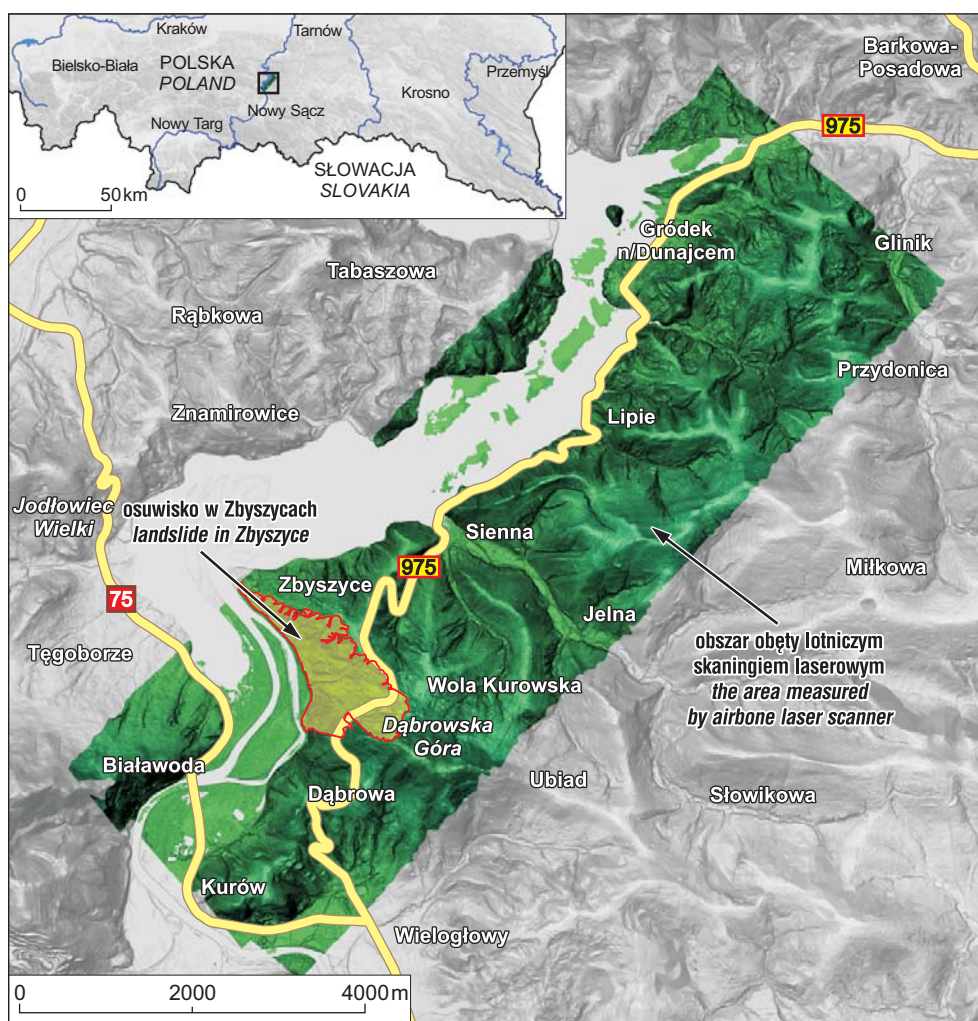 Kraków
Tarnów
Bielsko-Biała
POLSKA
POLAND
Przemyśl
Krosno
Nowy Sącz
Nowy Targ
SŁOWACJA
SLOVAKIA
0 50 km
Barkowa-
Posadowa
975
Gródek
n/Dunajcem
Glinik
Tabaszowa
Rąbkowa
Przydonica
Znamirowice
Lipie
Jodłowiec
Wielki
osuwisko w Zbyszycach
landslide in Zbyszyce
Sienna
975
Zbyszyce
Miłkowa
75
Jelna
Tęgoborze
obszar obęty lotniczym
skaningiem laserowym
the area measured
by airbone laser scanner
Wola Kurowska
Dąbrowska
Góra
Białawoda
Ubiad
Dąbrowa
Słowikowa
Kurów
Wielogłowy
0 2000 4000 m